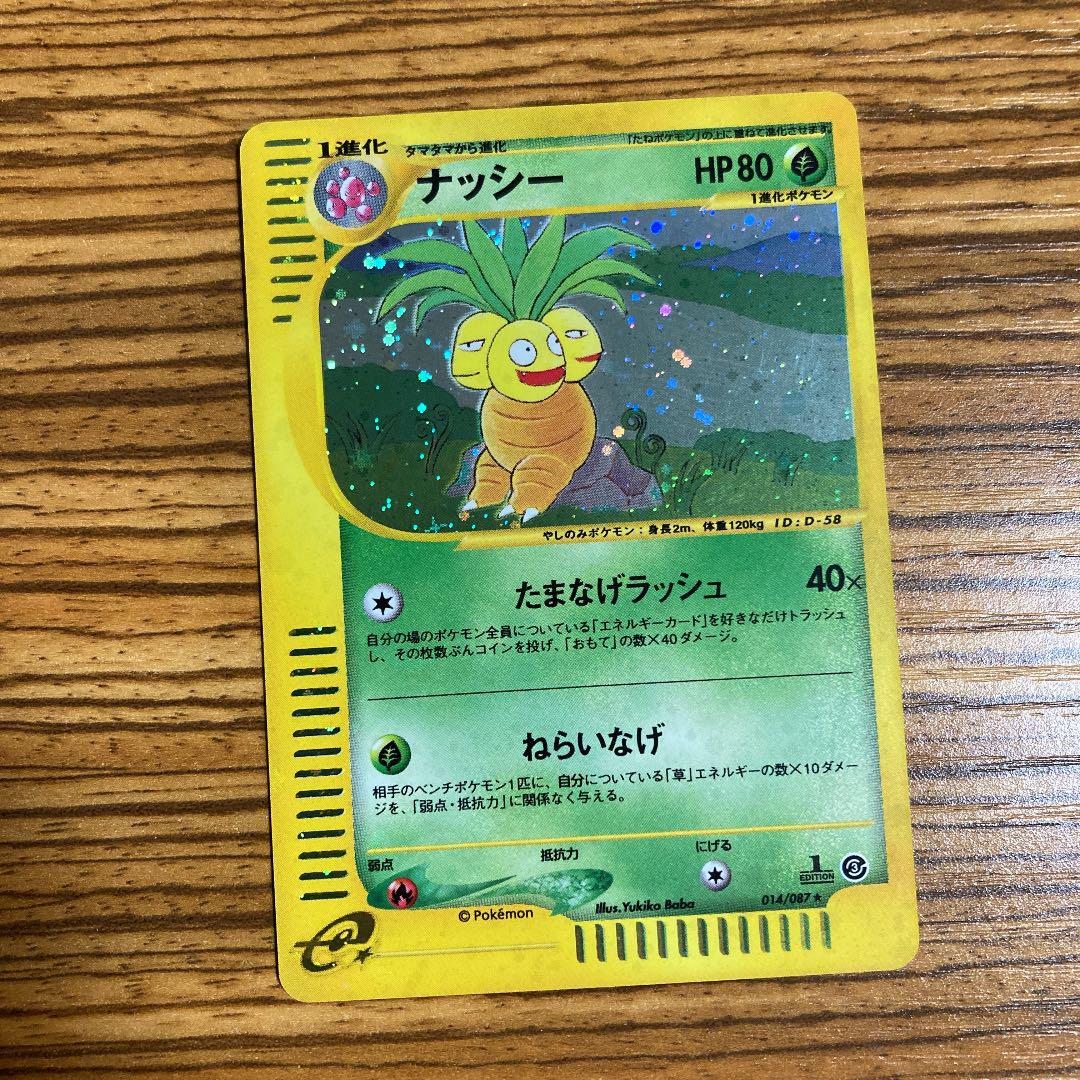 1進化
タマタマから進化
「たねポケモン」の上に重ねて進化させます。
ナッシー
HP80
1進化ポケモン
やしのみポケモン：身長2m、体重120kg ID：D-58
たまなげラッシュ 40×
自分の場のポケモン全員についている「エネルギーカード」を好きなだけトラッシュ
し、その枚数ぶんコインを投げ、「おもて」の数×40ダメージ。
ねらいなげ
相手のベンチポケモン1匹に、自分についている「草」エネルギーの数×10ダメー
ジを、「弱点・抵抗力」に関係なく与える。
弱点
抵抗力
にげる
1
EDITION
3
© Pokémon
Illus. Yukiko Baba
014/087★
e